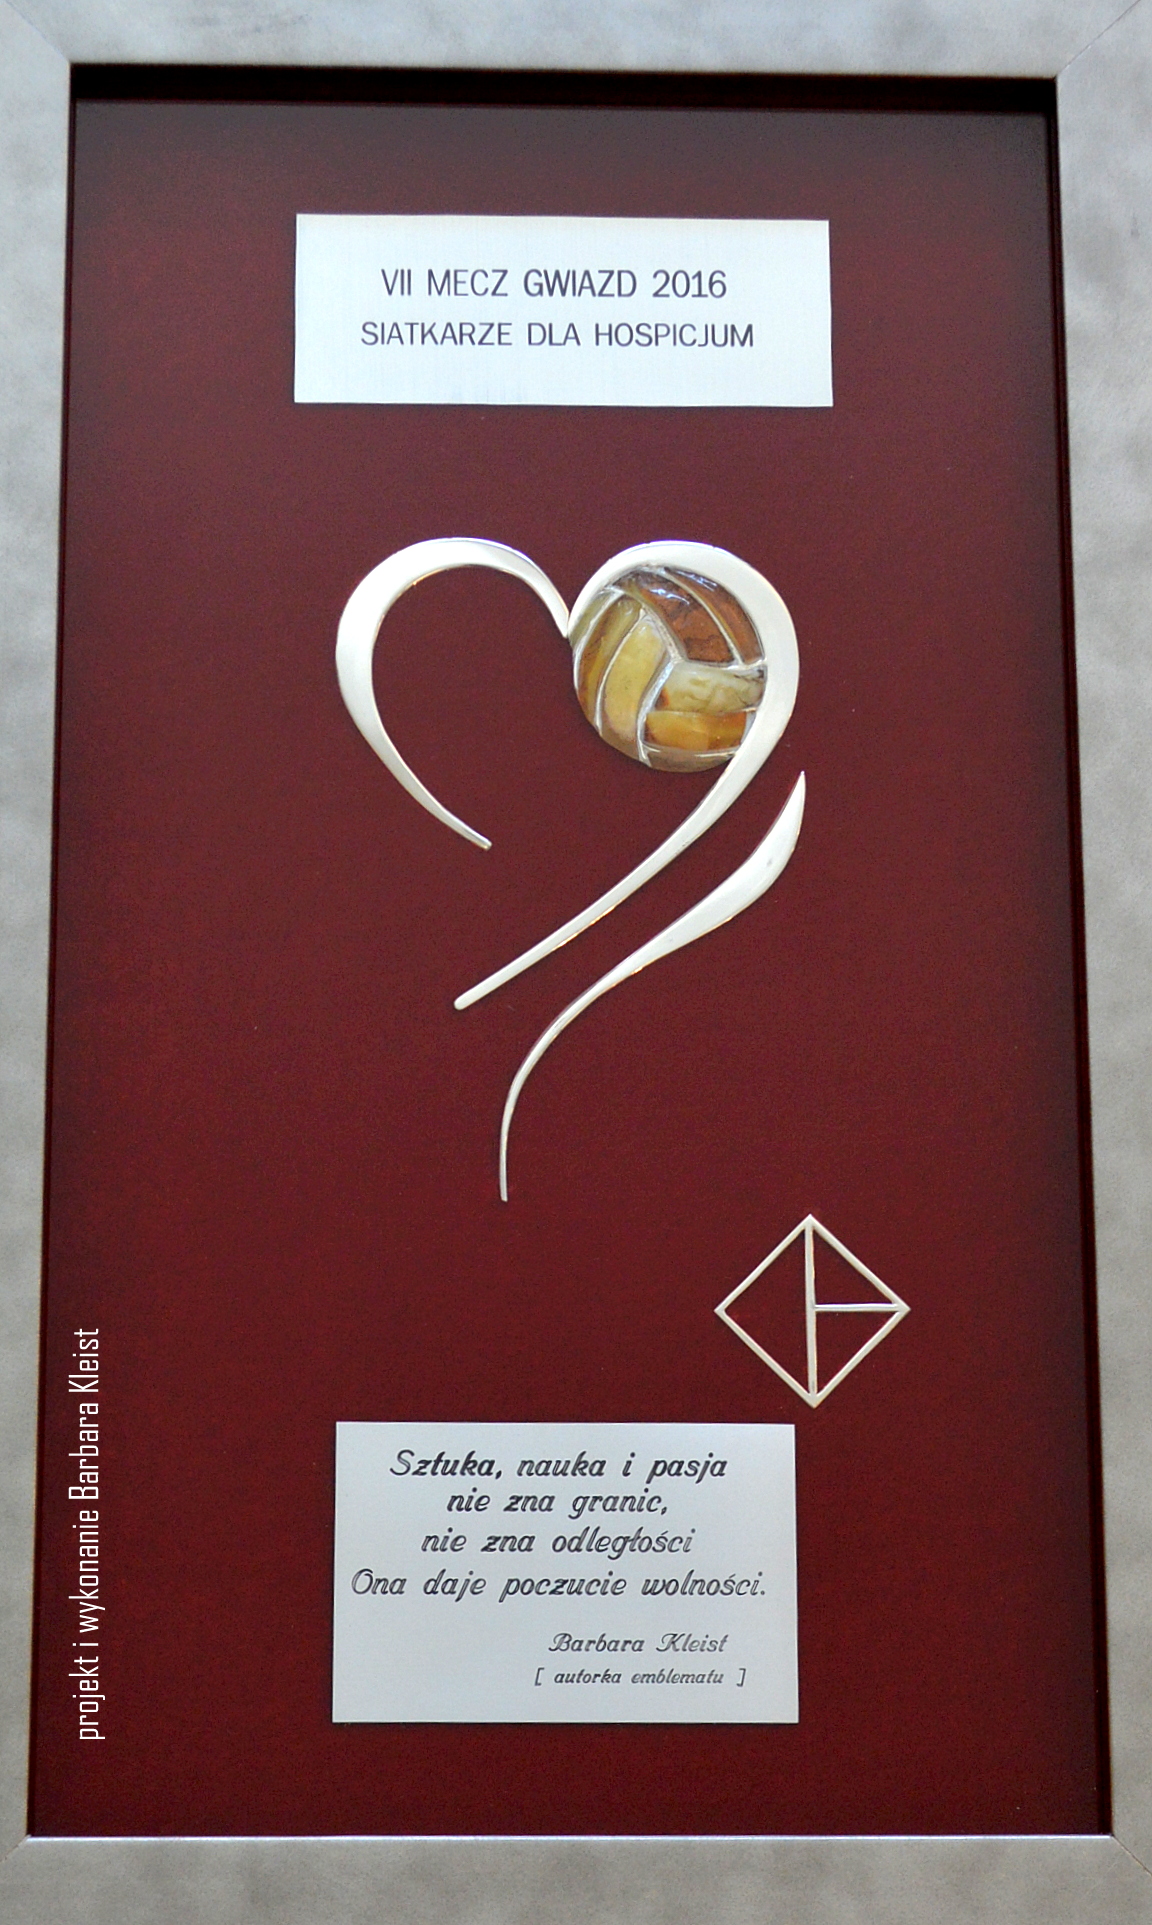 VII MECZ GWIAZD 2016
SIATKARZE DLA HOSPICJUM
Sztuka, nauka i pasja
nie zna granic,
nie zna odległości
Ona daje poczucie wolności.
Barbara Kleist
[ autorka emblematu ]
projekt i wykonanie Barbara Kleist